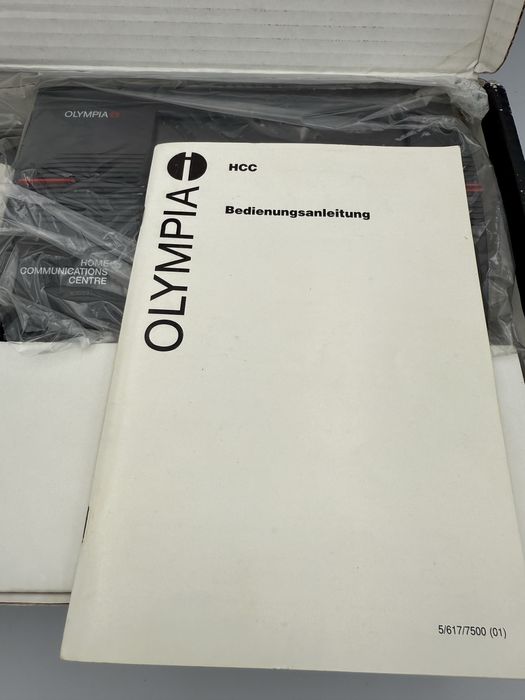 OLYMPIA
HOME
COMMUNICATIONS
CENTRE
OLYMPIA
HCC
Bedienungsanleitung
5/617/7500 (01)